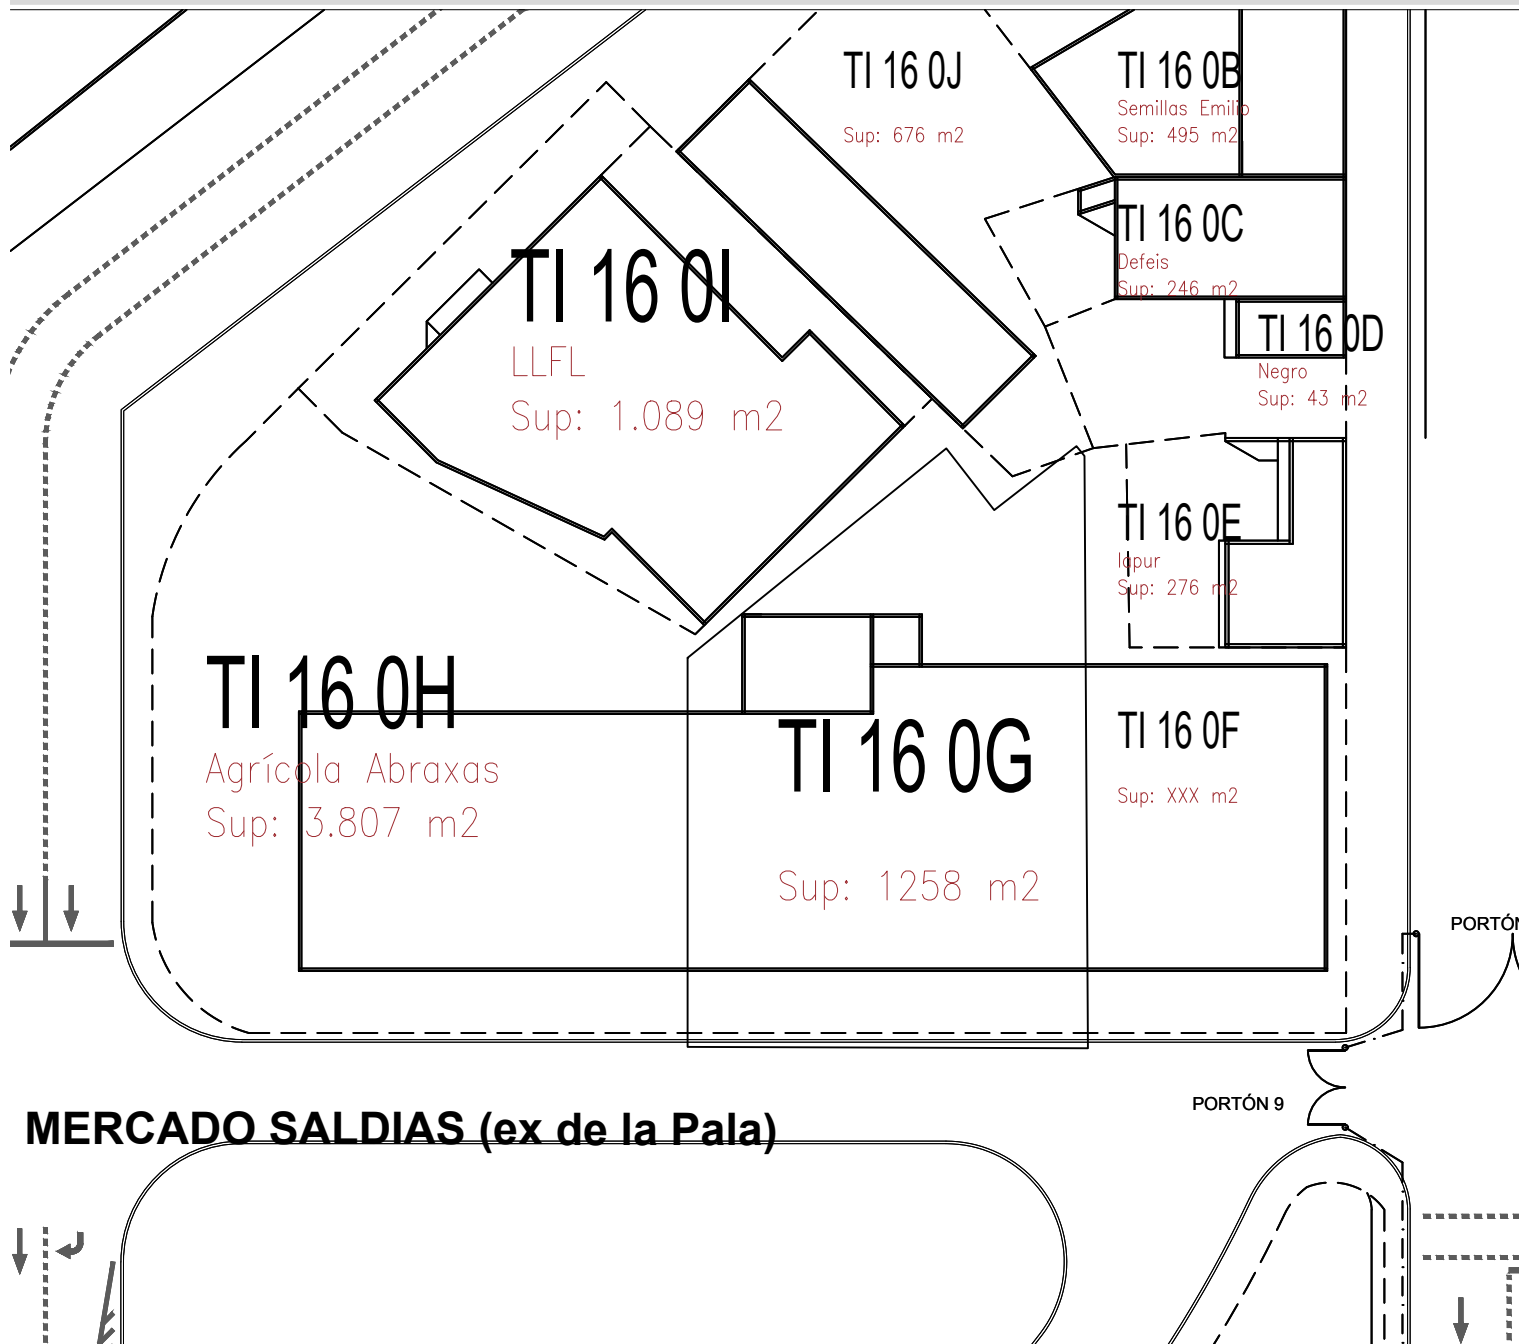 TI 16 0J
Sup: 676 m2
TI 16 0B
Semillas Emilio
Sup: 495 m2
TI 16 0C
Defeis
Sup: 246 m2
TI 16 0I
LLFL
Sup: 1.089 m2
TI 16 0D
Negro
Sup: 43 m2
TI 16 0E
Iapur
Sup: 276 m2
TI 16 0H
Agrícola Abraxas
Sup: 3.807 m2
TI 16 0G
Sup: 1258 m2
TI 16 0F
Sup: XXX m2
PORTÓN
PORTÓN 9
MERCADO SALDIAS (ex de la Pala)